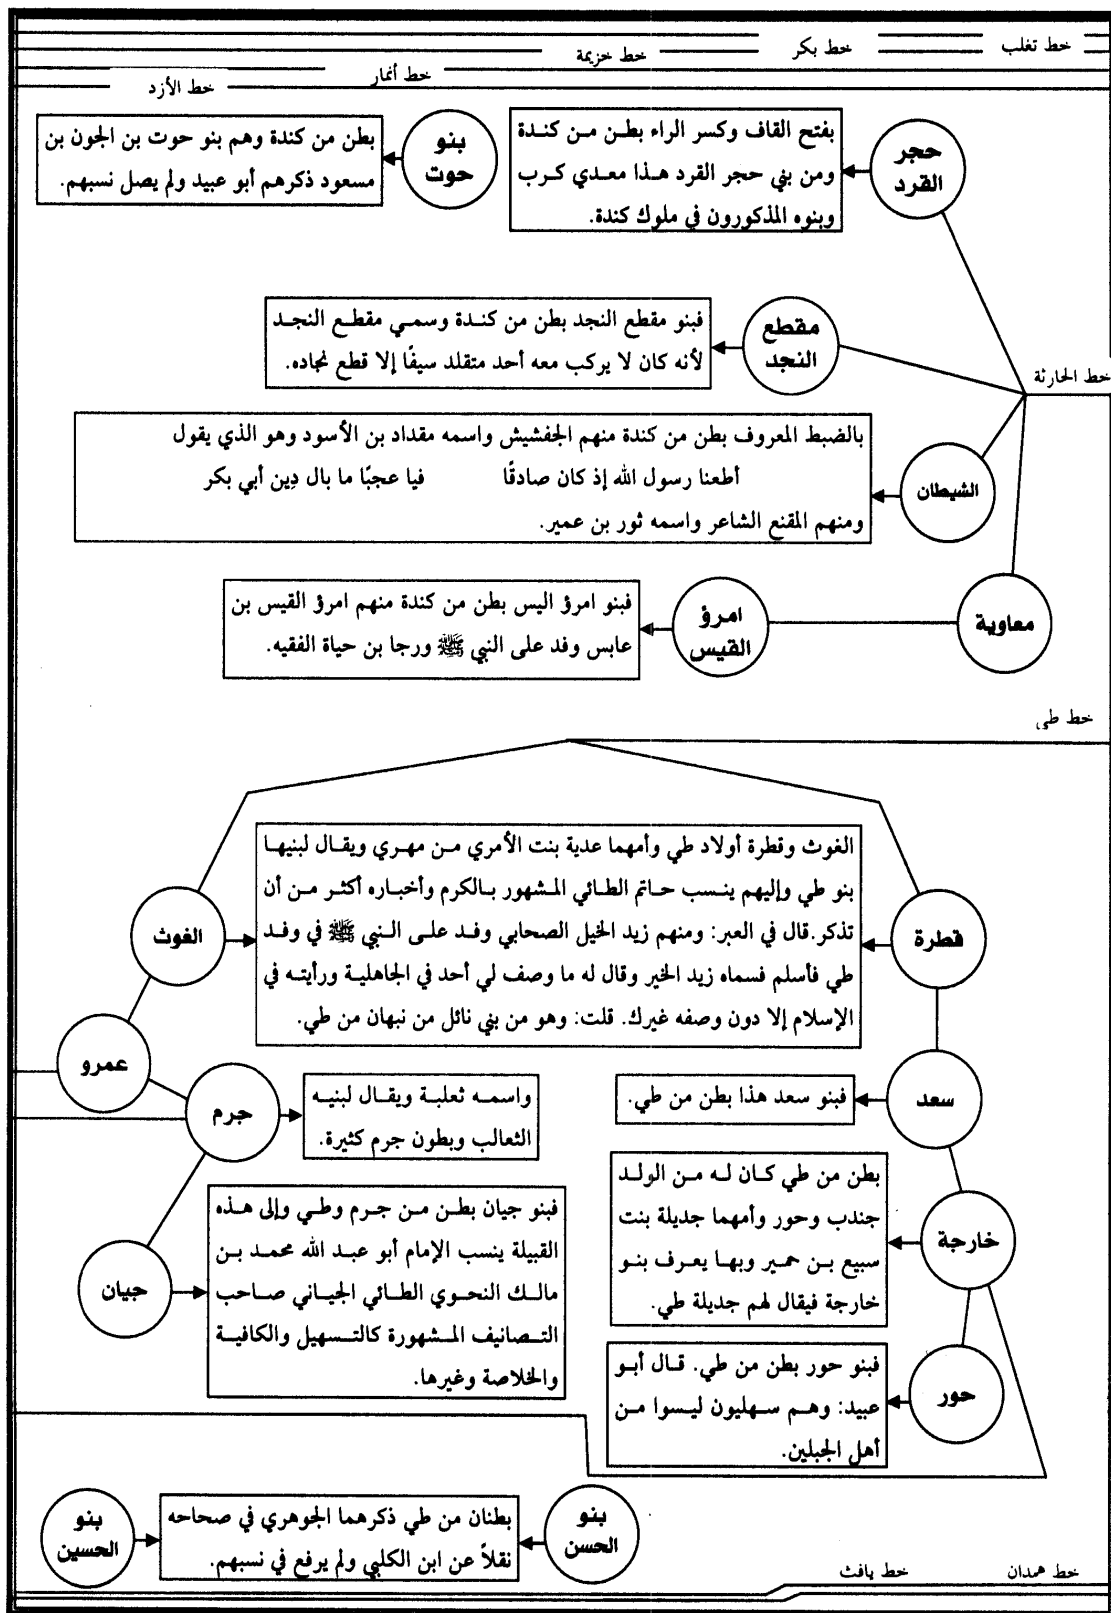 خط تغلب
خط بكر
خط خزيمة
خط أنمار
خط الأزد
حجر
القرد
بفتح القاف وكسر الراء بطن من كندة
ومن بني حجر القرد هذا معدي كرب
وبنوه المذكورون في ملوك كندة.
بنو
حوت
بطن من كندة وهم بنو حوت بن الجون بن
مسعود ذكرهم أبو عبيد ولم يصل نسبهم.
مقطع
النجد
فبنو مقطع النجد بطن من كندة وسمي مقطع النجد
لأنه كان لا يركب معه أحد متقلد سيفًا إلا قطع نجاده.
خط الحارثة
الشيطان
بالضبط المعروف بطن من كندة منهم الجفشيش واسمه مقداد بن الأسود وهو الذي يقول
أطعنا رسول الله إذ كان صادقًا فيا عجبًا ما بال دِين أبي بكر
ومنهم المقنع الشاعر واسمه ثور بن عمير.
معاوية
امرؤ
القيس
فبنو امرؤ اليس بطن من كندة منهم امرؤ القيس بن
عابس وفد على النبي ﷺ ورجا بن حياة الفقيه.
خط طي
قطرة
الغوث
الغوث وقطرة أولاد طي وأمهما عدية بنت الأمري من مهري ويقال لبنيها
بنو طي وإليهم ينسب حاتم الطائي المشهور بالكرم وأخباره أكثر من أن
تذكر.قال في العبر: ومنهم زيد الخيل الصحابي وفد على النبي ﷺ في وفد
طي فأسلم فسماه زيد الخير وقال له ما وصف لي أحد في الجاهلية ورأيته في
الإسلام إلا دون وصفه غيرك. قلت: وهو من بني نائل من نبهان من طي.
عمرو
سعد
فبنو سعد هذا بطن من طي.
جرم
واسمه ثعلبة ويقال لبنيه
الثعالب وبطون جرم كثيرة.
خارجة
بطن من طي كان له من الولد
جندب وحور وأمهما جديلة بنت
سبيع بن حمير وبها يعرف بنو
خارجة فيقال لهم جديلة طي.
جيان
فبنو جيان بطن من جرم وطي وإلى هذه
القبيلة ينسب الإمام أبو عبد الله محمد بن
مالك النحوي الطائي الجياني صاحب
التصانيف المشهورة كالتسهيل والكافية
والخلاصة وغيرها.
حور
فبنو حور بطن من طي. قال أبو
عبيد: وهم سهليون ليسوا من
أهل الجبلين.
بنو
الحسن
بنو
الحسين
بطنان من طي ذكرهما الجوهري في صحاحه
نقلاً عن ابن الكلبي ولم يرفع في نسبهم.
خط همدان
خط يافث